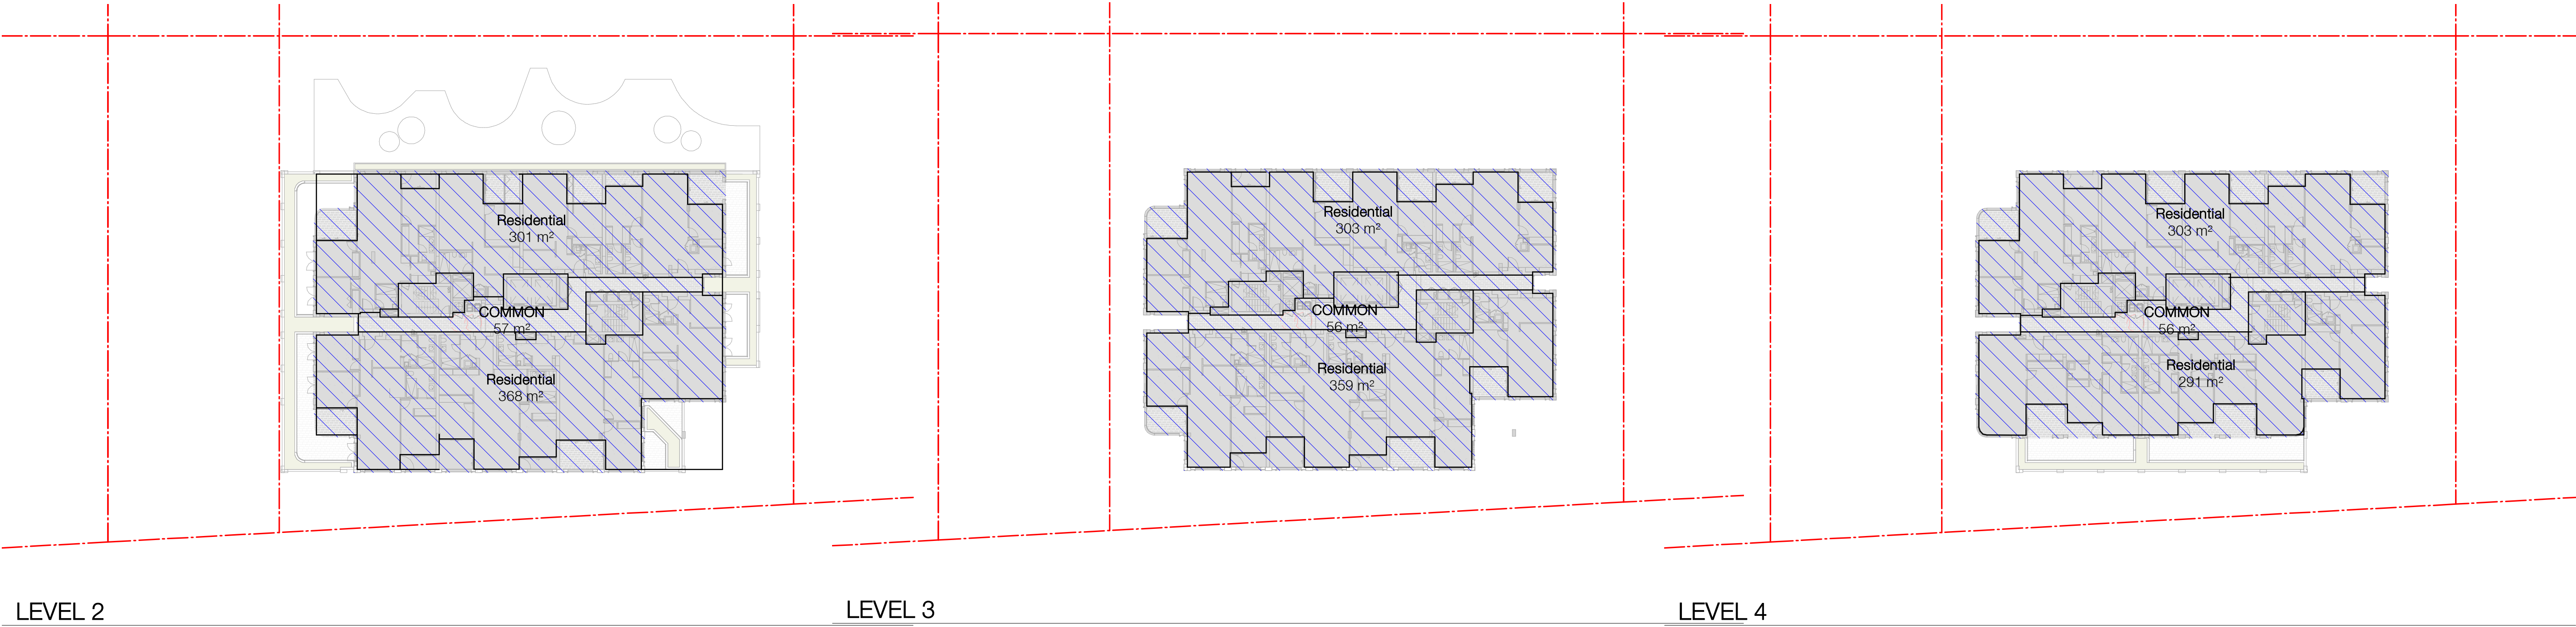 Residential
301 m²
COMMON
57 m²
Residential
368 m²
LEVEL 2
Residential
303 m²
COMMON
56 m²
Residential
359 m²
LEVEL 3
Residential
303 m²
COMMON
56 m²
Residential
291 m²
LEVEL 4